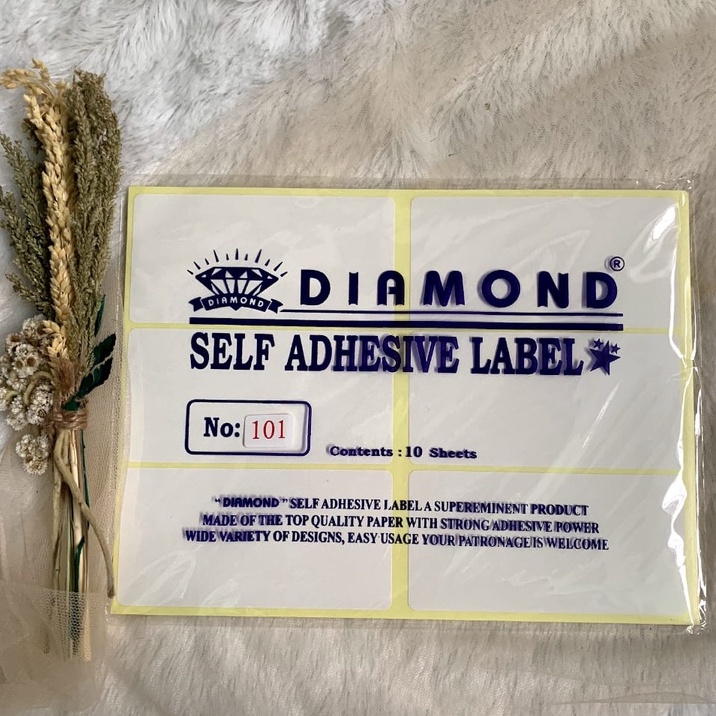 DIAMOND
DIAMOND®
SELF ADHESIVE LABEL
No: 101
Contents : 10 Sheets
"DIAMOND" SELF ADHESIVE LABEL A SUPEREMINENT PRODUCT
MADE OF THE TOP QUALITY PAPER WITH STRONG ADHESIVE POWER
WIDE VARIETY OF DESIGNS, EASY USAGE YOUR PATRONAGE IS WELCOME